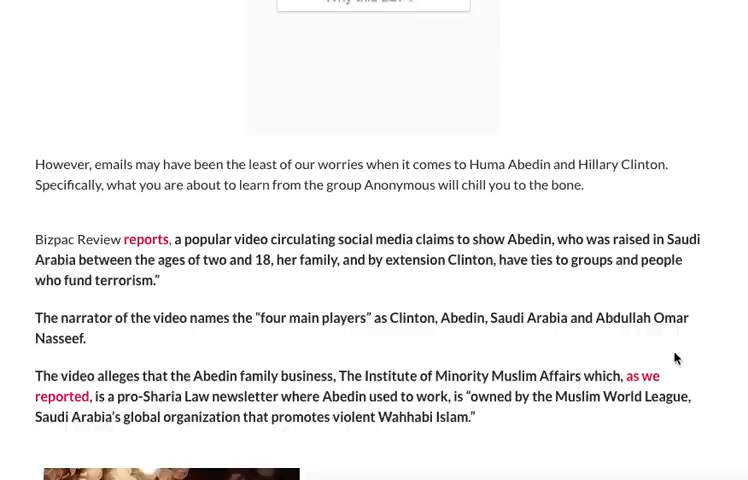 However, emails may have been the least of our worries when it comes to Huma Abedin and Hillary Clinton.
Specifically, what you are about to learn from the group Anonymous will chill you to the bone.
Bizpac Review reports, a popular video circulating social media claims to show Abedin, who was raised in Saudi
Arabia between the ages of two and 18, her family, and by extension Clinton, have ties to groups and people
who fund terrorism.”
The narrator of the video names the “four main players” as Clinton, Abedin, Saudi Arabia and Abdullah Omar
Nasseef.
The video alleges that the Abedin family business, The Institute of Minority Muslim Affairs which, as we
reported, is a pro-Sharia Law newsletter where Abedin used to work, is “owned by the Muslim World League,
Saudi Arabia’s global organization that promotes violent Wahhabi Islam.”